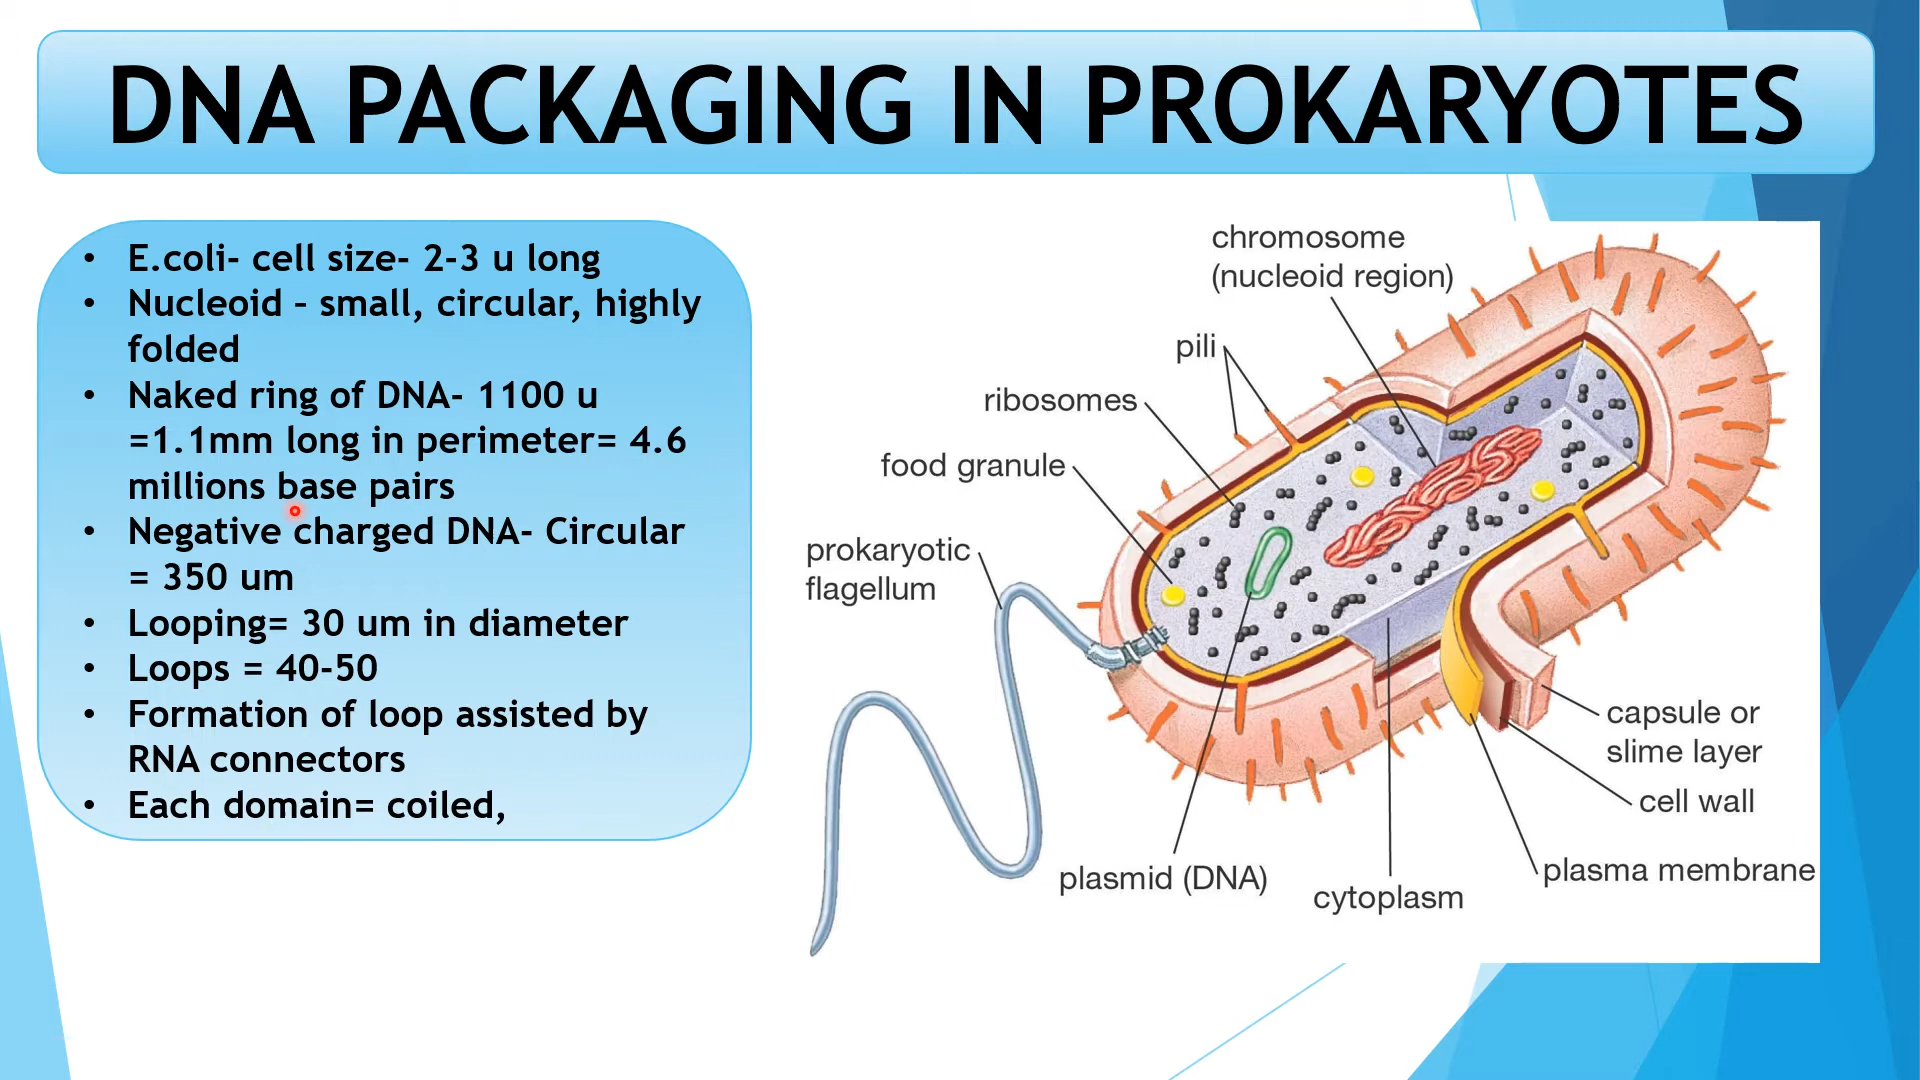 DNA PACKAGING IN PROKARYOTES
• E.coli- cell size- 2-3 u long
• Nucleoid – small, circular, highly
folded
• Naked ring of DNA- 1100 u
=1.1mm long in perimeter= 4.6
millions base pairs
• Negative charged DNA- Circular
= 350 um
• Looping= 30 um in diameter
• Loops = 40-50
• Formation of loop assisted by
RNA connectors
• Each domain= coiled,
chromosome
(nucleoid region)
pili
ribosomes
food granule
prokaryotic
flagellum
capsule or
slime layer
cell wall
plasma membrane
plasmid (DNA)
cytoplasm